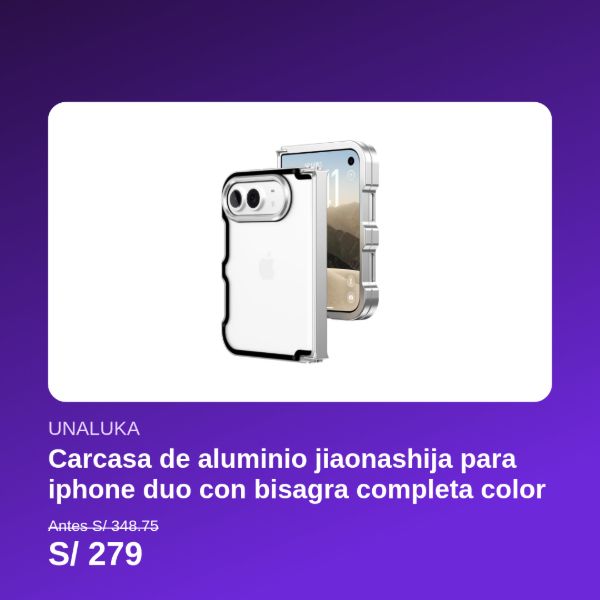 UNALUKA
Carcasa de aluminio jiaonashija para
iphone duo con bisagra completa color
Antes S/ 348.75
S/ 279